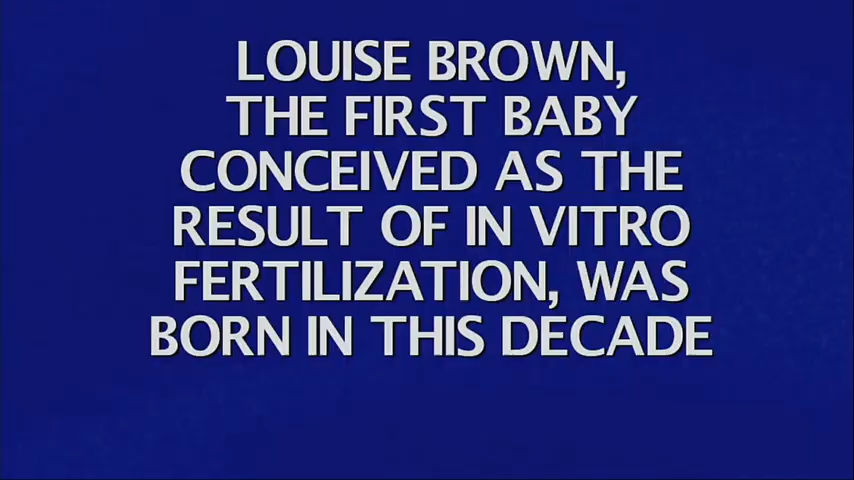 LOUISE BROWN,
THE FIRST BABY
CONCEIVED AS THE
RESULT OF IN VITRO
FERTILIZATION, WAS
BORN IN THIS DECADE